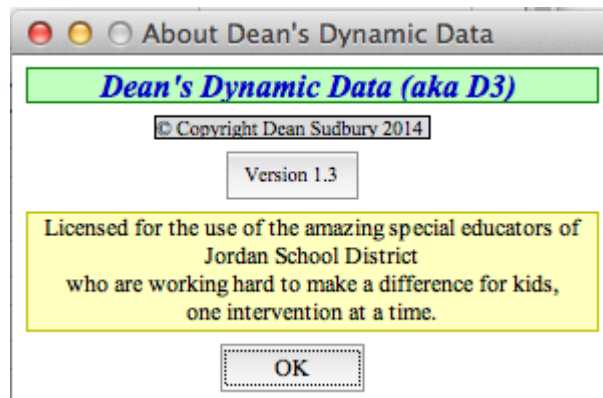 About Dean's Dynamic Data
Dean's Dynamic Data (aka D3)
© Copyright Dean Sudbury 2014
Version 1.3
Licensed for the use of the amazing special educators of
Jordan School District
who are working hard to make a difference for kids,
one intervention at a time.
OK